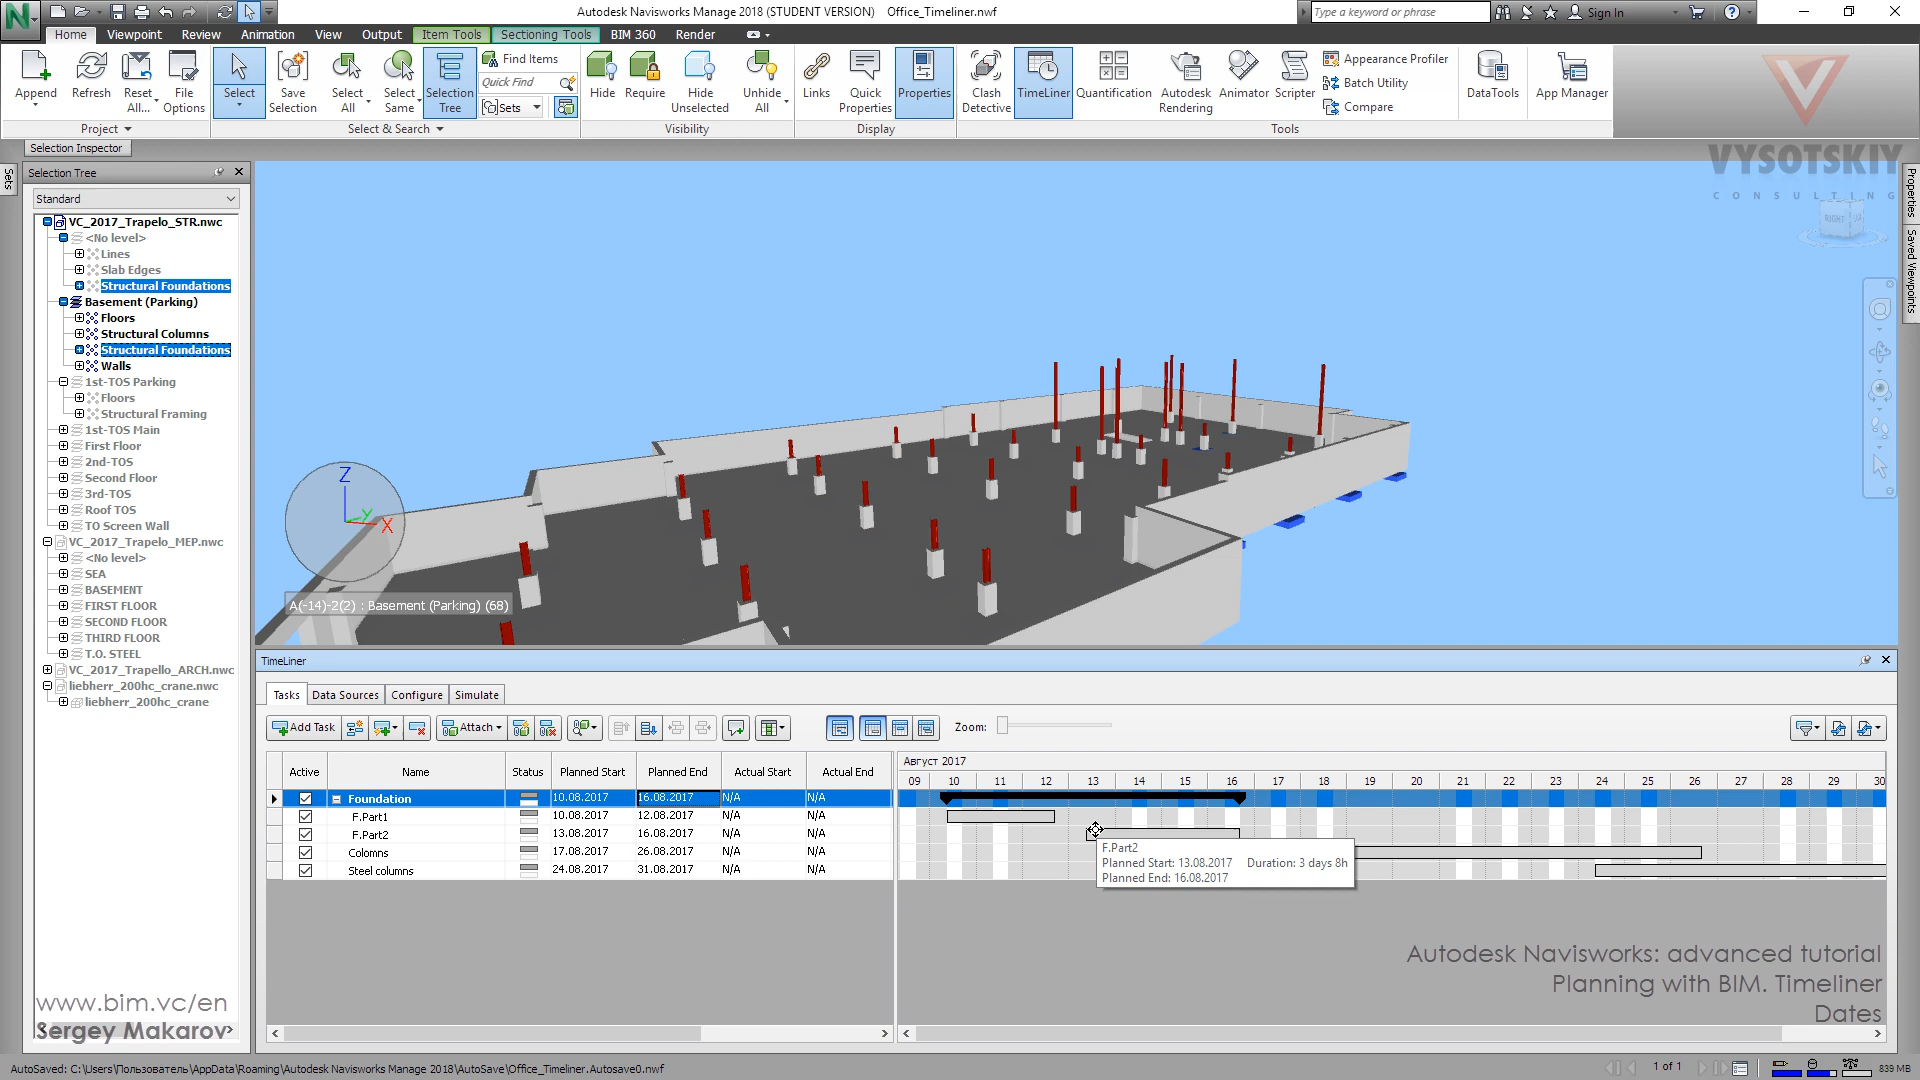 Autodesk Navisworks Manage 2018 (STUDENT VERSION) Office_Timeliner.nwf
Type a keyword or phrase
Sign In
Home Viewpoint Review Animation View Output Item Tools Sectioning Tools BIM 360 Render
Append
Refresh
Reset All...
File Options
Select
Save Selection
Select All
Select Same
Selection Tree
Find Items
Quick Find
Sets
Hide
Require
Hide Unselected
Unhide All
Links
Quick Properties
Properties
Clash Detective
TimeLiner
Quantification
Autodesk Rendering
Animator
Scripter
Appearance Profiler
Batch Utility
Compare
DataTools
App Manager
Project
Select & Search
Visibility
Display
Tools
Selection Inspector
VYSOTSKIY
CONSULTING
Sets
Selection Tree
Standard
VC_2017_Trapelo_STR.nwc
<No level>
Lines
Slab Edges
Structural Foundations
Basement (Parking)
Floors
Structural Columns
Structural Foundations
Walls
1st-TOS Parking
Floors
Structural Framing
1st-TOS Main
First Floor
2nd-TOS
Second Floor
3rd-TOS
Roof TOS
TO Screen Wall
VC_2017_Trapelo_MEP.nwc
<No level>
SEA
BASEMENT
FIRST FLOOR
SECOND FLOOR
THIRD FLOOR
T.O. STEEL
VC_2017_Trapello_ARCH.nwc
liebherr_200hc_crane.nwc
liebherr_200hc_crane
www.bim.vc/en
Sergey Makarov
RIGHT
Properties
Saved Viewpoints
Z
Y
X
A(-14)-2(2) : Basement (Parking) (68)
TimeLiner
Tasks Data Sources Configure Simulate
Add Task
Attach
Zoom:
Active Name Status Planned Start Planned End Actual Start Actual End
Foundation 10.08.2017 16.08.2017 N/A N/A
F.Part1 10.08.2017 12.08.2017 N/A N/A
F.Part2 13.08.2017 16.08.2017 N/A N/A
Colomns 17.08.2017 26.08.2017 N/A N/A
Steel columns 24.08.2017 31.08.2017 N/A N/A
Август 2017
09 10 11 12 13 14 15 16 17 18 19 20 21 22 23 24 25 26 27 28 29 30
F.Part2
Planned Start: 13.08.2017 Duration: 3 days 8h
Planned End: 16.08.2017
Autodesk Navisworks: advanced tutorial
Planning with BIM. Timeliner
Dates
AutoSaved: C:\Users\Пользователь\AppData\Roaming\Autodesk Navisworks Manage 2018\AutoSave\Office_Timeliner.Autosave0.nwf
1 of 1
839 MB